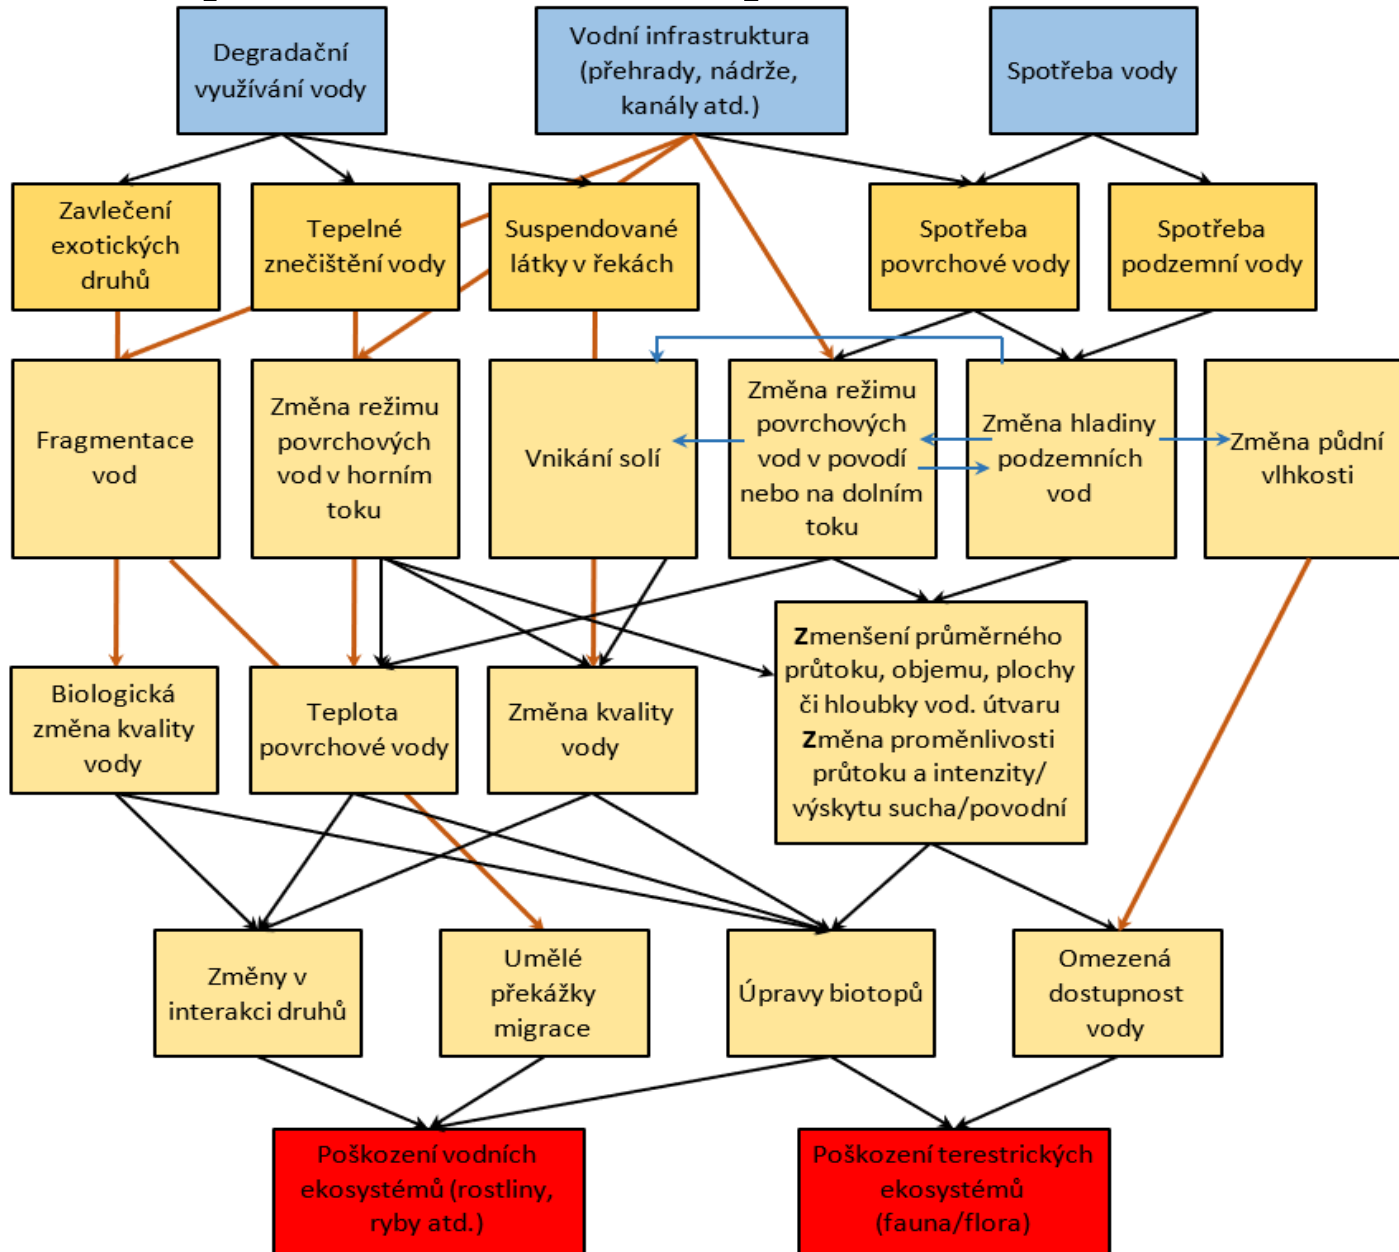 Degradační
využívání vody
Vodní infrastruktura
(přehrady, nádrže,
kanály atd.)
Spotřeba vody
Zavlečení
exotických
druhů
Tepelné
znečištění vody
Suspendované
látky v řekách
Spotřeba
povrchové vody
Spotřeba
podzemní vody
Fragmentace
vod
Změna režimu
povrchových
vod v horním
toku
Vnikání solí
Změna režimu
povrchových
vod v povodí
nebo na dolním
toku
Změna hladiny
podzemních
vod
Změna půdní
vlhkosti
Biologická
změna kvality
vody
Teplota
povrchové vody
Změna kvality
vody
Zmenšení průměrného
průtoku, objemu, plochy
či hloubky vod. útvaru
Změna proměnlivosti
průtoku a intenzity/
výskytu sucha/povodní
Změny v
interakci druhů
Umělé
překážky
migrace
Úpravy biotopů
Omezená
dostupnost
vody
Poškození vodních
ekosystémů (rostliny,
ryby atd.)
Poškození terestrických
ekosystémů
(fauna/flora)